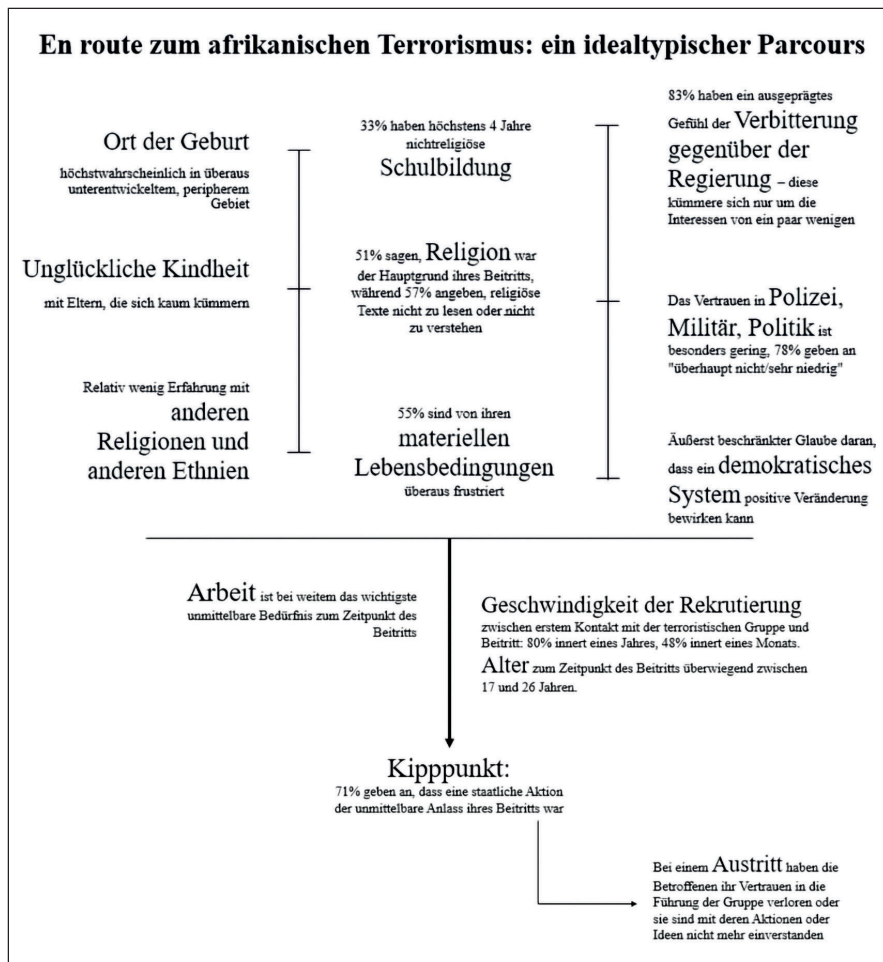 En route zum afrikanischen Terrorismus: ein idealtypischer Parcours
Ort der Geburt
höchstwahrscheinlich in überaus
unterentwickeltem, peripherem
Gebiet
Unglückliche Kindheit
mit Eltern, die sich kaum kümmern
Relativ wenig Erfahrung mit
anderen
Religionen und
anderen Ethnien
33% haben höchstens 4 Jahre
nichtreligiöse
Schulbildung
51% sagen, Religion war
der Hauptgrund ihres Beitritts,
während 57% angeben, religiöse
Texte nicht zu lesen oder nicht
zu verstehen
55% sind von ihren
materiellen
Lebensbedingungen
überaus frustriert
83% haben ein ausgeprägtes
Gefühl der Verbitterung
gegenüber der
Regierung – diese
kümmere sich nur um die
Interessen von ein paar wenigen
Das Vertrauen in Polizei,
Militär, Politik ist
besonders gering, 78% geben an
"überhaupt nicht/sehr niedrig"
Äußerst beschränkter Glaube daran,
dass ein demokratisches
System positive Veränderung
bewirken kann
Arbeit ist bei weitem das wichtigste
unmittelbare Bedürfnis zum Zeitpunkt des
Beitritts
Geschwindigkeit der Rekrutierung
zwischen erstem Kontakt mit der terroristischen Gruppe und
Beitritt: 80% innert eines Jahres, 48% innert eines Monats.
Alter zum Zeitpunkt des Beitritts überwiegend zwischen
17 und 26 Jahren.
Kipppunkt:
71% geben an, dass eine staatliche Aktion
der unmittelbare Anlass ihres Beitritts war
Bei einem Austritt haben die
Betroffenen ihr Vertrauen in die
Führung der Gruppe verloren oder
sie sind mit deren Aktionen oder
Ideen nicht mehr einverstanden